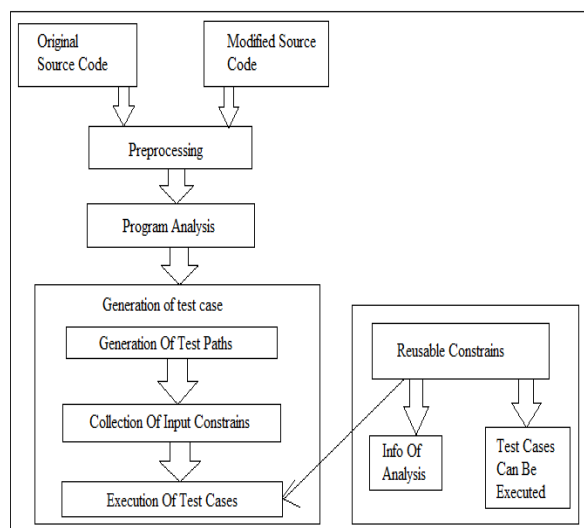 Original
Source Code
Modified Source
Code
Preprocessing
Program Analysis
Generation of test case
Generation Of Test Paths
Collection Of Input Constrains
Execution Of Test Cases
Reusable Constrains
Info Of
Analysis
Test Cases
Can Be
Executed